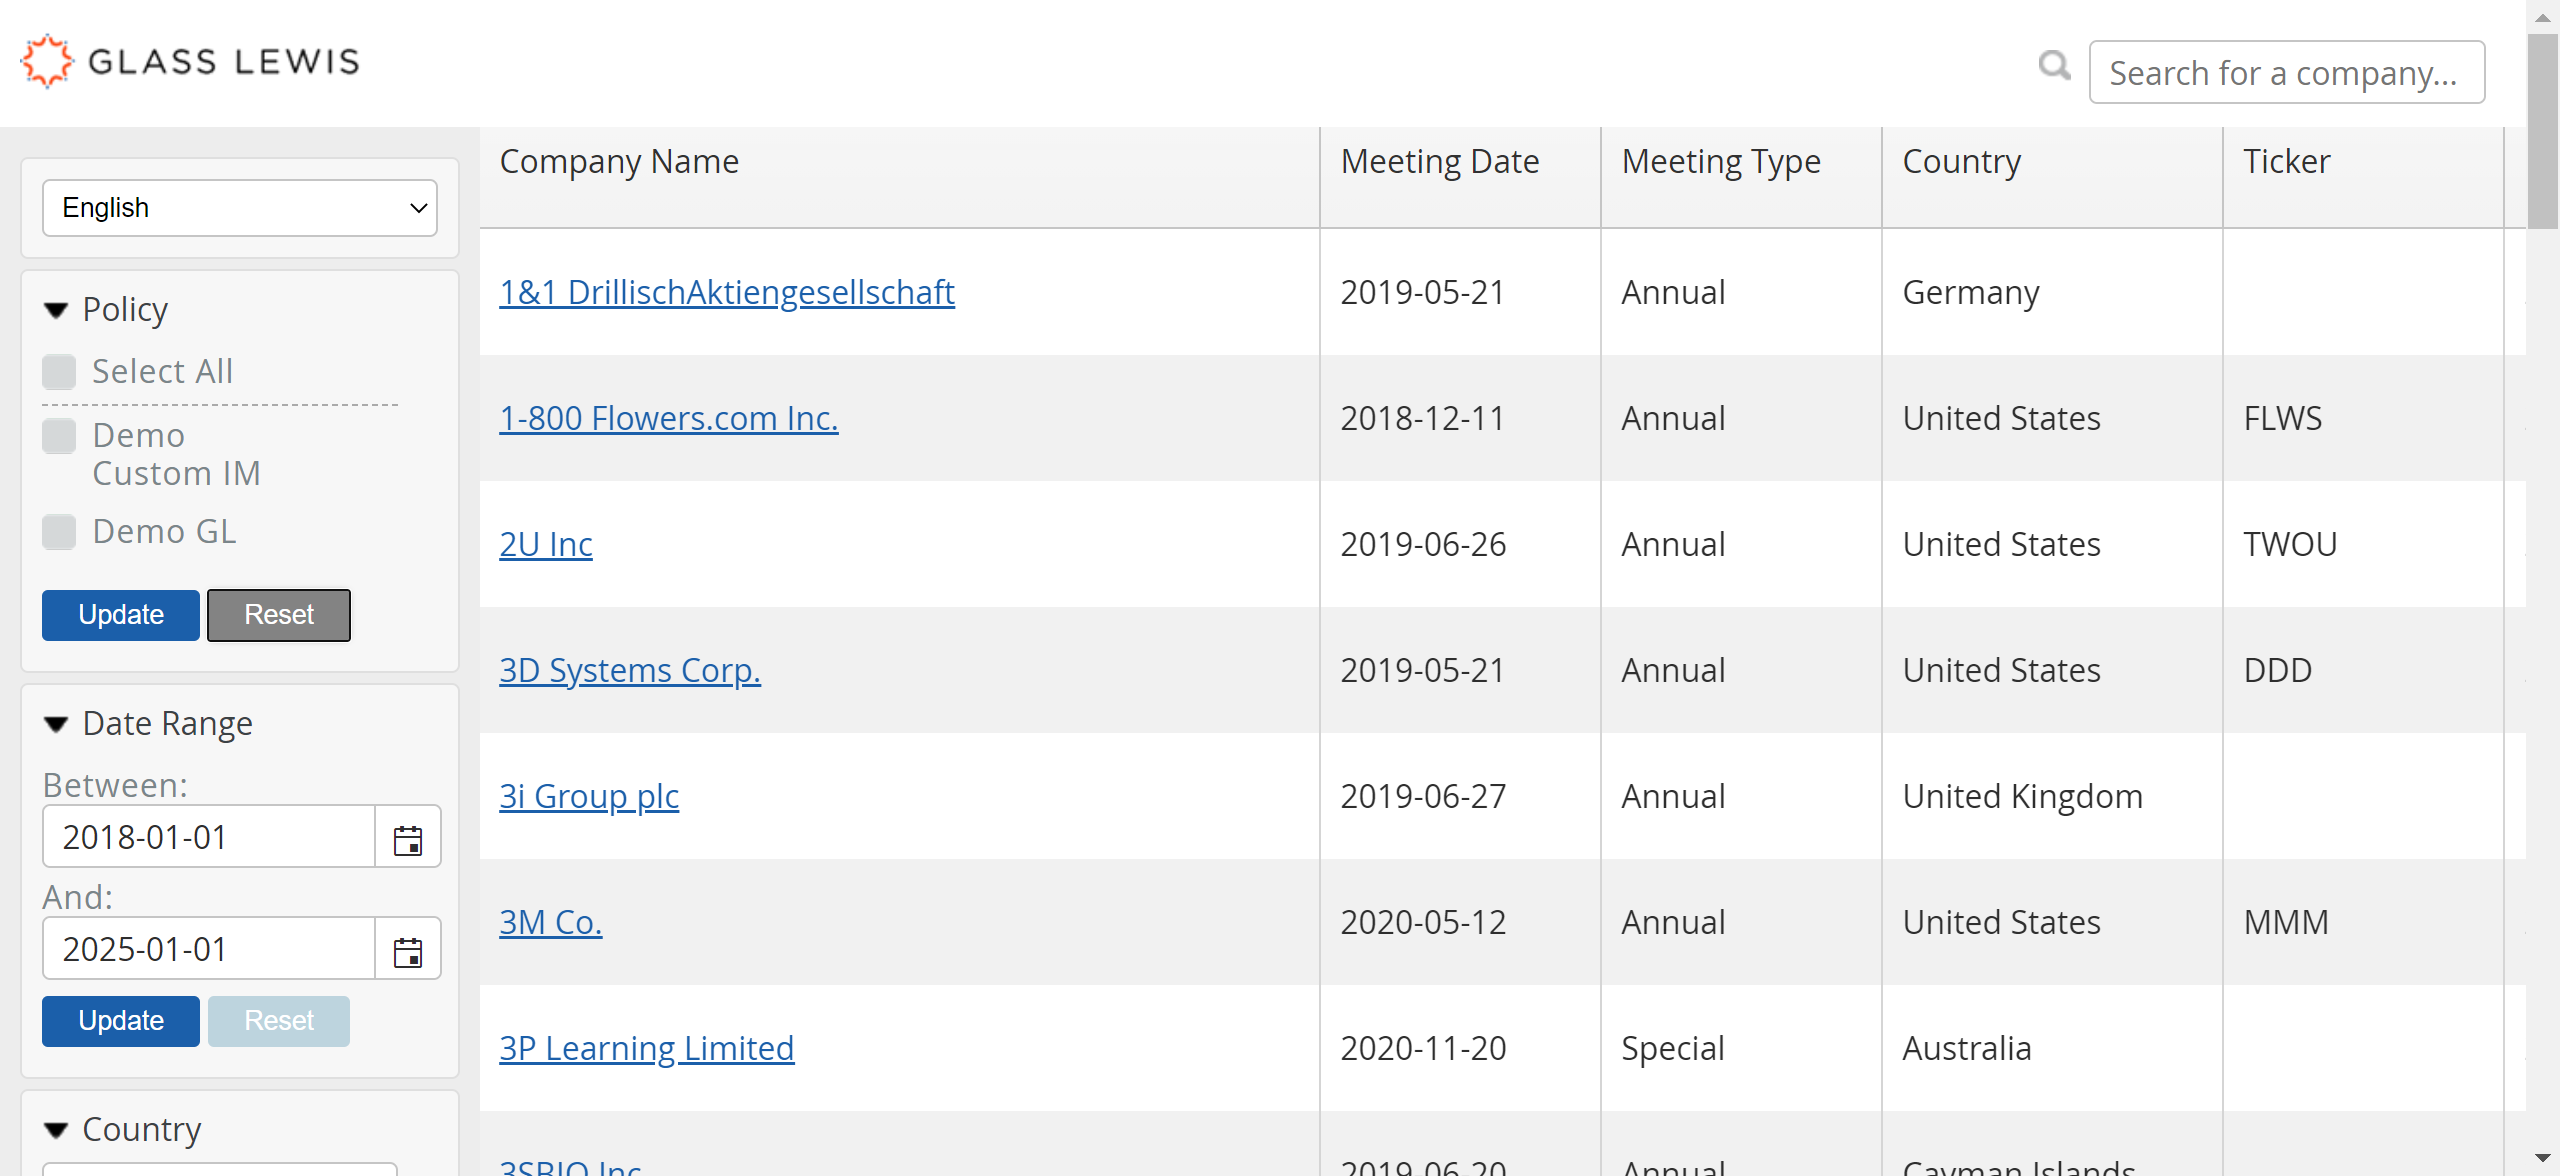 GLASS LEWIS
Search for a company...
English
Policy
Select All
Demo
Custom IM
Demo GL
Update Reset
Date Range
Between:
2018-01-01
And:
2025-01-01
Update Reset
Country
Company Name Meeting Date Meeting Type Country Ticker
1&1 DrillischAktiengesellschaft 2019-05-21 Annual Germany
1-800 Flowers.com Inc. 2018-12-11 Annual United States FLWS
2U Inc 2019-06-26 Annual United States TWOU
3D Systems Corp. 2019-05-21 Annual United States DDD
3i Group plc 2019-06-27 Annual United Kingdom
3M Co. 2020-05-12 Annual United States MMM
3P Learning Limited 2020-11-20 Special Australia
3SBIO Inc 2019-06-20 Annual Cayman Islands